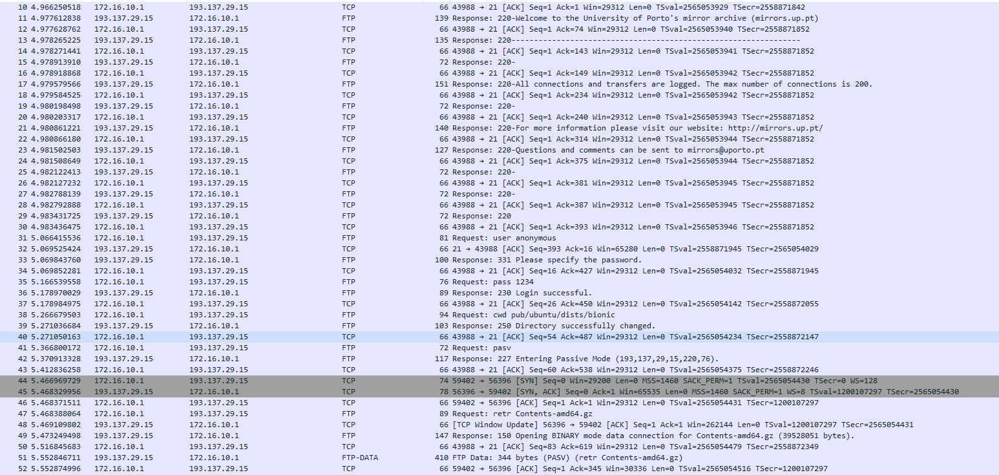 10 4.966250518 172.16.10.1 193.137.29.15 TCP 66 43988 → 21 [ACK] Seq=1 Ack=1 Win=29312 Len=0 TSval=2565053929 TSecr=2558871842
11 4.977612838 193.137.29.15 172.16.10.1 FTP 139 Response: 220-Welcome to the University of Porto's mirror archive (mirrors.up.pt)
12 4.977628762 172.16.10.1 193.137.29.15 TCP 66 43988 → 21 [ACK] Seq=1 Ack=74 Win=29312 Len=0 TSval=2565053940 TSecr=2558871852
13 4.978265225 193.137.29.15 172.16.10.1 FTP 135 Response: 220---------------------------------------------------------------
14 4.978271441 172.16.10.1 193.137.29.15 TCP 66 43988 → 21 [ACK] Seq=1 Ack=143 Win=29312 Len=0 TSval=2565053941 TSecr=2558871852
15 4.978913910 193.137.29.15 172.16.10.1 FTP 72 Response: 220-
16 4.978918868 172.16.10.1 193.137.29.15 TCP 66 43988 → 21 [ACK] Seq=1 Ack=149 Win=29312 Len=0 TSval=2565053942 TSecr=2558871852
17 4.979579566 193.137.29.15 172.16.10.1 FTP 151 Response: 220-All connections and transfers are logged. The max number of connections is 200.
18 4.979584525 172.16.10.1 193.137.29.15 TCP 66 43988 → 21 [ACK] Seq=1 Ack=234 Win=29312 Len=0 TSval=2565053942 TSecr=2558871852
19 4.980198498 193.137.29.15 172.16.10.1 FTP 72 Response: 220-
20 4.980203317 172.16.10.1 193.137.29.15 TCP 66 43988 → 21 [ACK] Seq=1 Ack=240 Win=29312 Len=0 TSval=2565053943 TSecr=2558871852
21 4.980861221 193.137.29.15 172.16.10.1 FTP 140 Response: 220-For more information please visit our website: http://mirrors.up.pt/
22 4.980866180 172.16.10.1 193.137.29.15 TCP 66 43988 → 21 [ACK] Seq=1 Ack=314 Win=29312 Len=0 TSval=2565053944 TSecr=2558871852
23 4.981502503 193.137.29.15 172.16.10.1 FTP 127 Response: 220-Questions and comments can be sent to mirrors@uporto.pt
24 4.981508649 172.16.10.1 193.137.29.15 TCP 66 43988 → 21 [ACK] Seq=1 Ack=375 Win=29312 Len=0 TSval=2565053944 TSecr=2558871852
25 4.982122413 193.137.29.15 172.16.10.1 FTP 72 Response: 220-
26 4.982127232 172.16.10.1 193.137.29.15 TCP 66 43988 → 21 [ACK] Seq=1 Ack=381 Win=29312 Len=0 TSval=2565053945 TSecr=2558871852
27 4.982788139 193.137.29.15 172.16.10.1 FTP 72 Response: 220-
28 4.982792888 172.16.10.1 193.137.29.15 TCP 66 43988 → 21 [ACK] Seq=1 Ack=387 Win=29312 Len=0 TSval=2565053945 TSecr=2558871852
29 4.983431725 193.137.29.15 172.16.10.1 FTP 72 Response: 220
30 4.983436475 172.16.10.1 193.137.29.15 TCP 66 43988 → 21 [ACK] Seq=1 Ack=393 Win=29312 Len=0 TSval=2565053946 TSecr=2558871852
31 5.066415536 172.16.10.1 193.137.29.15 FTP 81 Request: user anonymous
32 5.069525424 193.137.29.15 172.16.10.1 TCP 66 21 → 43988 [ACK] Seq=393 Ack=16 Win=65280 Len=0 TSval=2558871945 TSecr=2565054029
33 5.069843760 193.137.29.15 172.16.10.1 FTP 100 Response: 331 Please specify the password.
34 5.069852281 172.16.10.1 193.137.29.15 TCP 66 43988 → 21 [ACK] Seq=16 Ack=427 Win=29312 Len=0 TSval=2565054032 TSecr=2558871945
35 5.166539558 172.16.10.1 193.137.29.15 FTP 76 Request: pass 1234
36 5.178970029 193.137.29.15 172.16.10.1 FTP 89 Response: 230 Login successful.
37 5.178984975 172.16.10.1 193.137.29.15 TCP 66 43988 → 21 [ACK] Seq=26 Ack=450 Win=29312 Len=0 TSval=2565054142 TSecr=2558872055
38 5.266679503 172.16.10.1 193.137.29.15 FTP 94 Request: cwd pub/ubuntu/dists/bionic
39 5.271036684 193.137.29.15 172.16.10.1 FTP 103 Response: 250 Directory successfully changed.
40 5.271050163 172.16.10.1 193.137.29.15 TCP 66 43988 → 21 [ACK] Seq=54 Ack=487 Win=29312 Len=0 TSval=2565054234 TSecr=2558872147
41 5.366800172 172.16.10.1 193.137.29.15 FTP 72 Request: pasv
42 5.370913328 193.137.29.15 172.16.10.1 FTP 117 Response: 227 Entering Passive Mode (193,137,29,15,220,76).
43 5.412836258 172.16.10.1 193.137.29.15 TCP 66 43988 → 21 [ACK] Seq=60 Ack=538 Win=29312 Len=0 TSval=2565054375 TSecr=2558872246
44 5.466969729 172.16.10.1 193.137.29.15 TCP 74 59402 → 56396 [SYN] Seq=0 Win=29200 Len=0 MSS=1460 SACK_PERM=1 TSval=2565054430 TSecr=0 WS=128
45 5.468329956 193.137.29.15 172.16.10.1 TCP 78 56396 → 59402 [SYN, ACK] Seq=0 Ack=1 Win=65535 Len=0 MSS=1460 SACK_PERM=1 WS=8 TSval=1200107297 TSecr=2565054430
46 5.468371511 172.16.10.1 193.137.29.15 TCP 66 59402 → 56396 [ACK] Seq=1 Ack=1 Win=29312 Len=0 TSval=2565054431 TSecr=1200107297
47 5.468388064 172.16.10.1 193.137.29.15 FTP 89 Request: retr Contents-amd64.gz
48 5.469109802 193.137.29.15 172.16.10.1 TCP 66 [TCP Window Update] 56396 → 59402 [ACK] Seq=1 Ack=1 Win=262144 Len=0 TSval=1200107297 TSecr=2565054431
49 5.473249498 193.137.29.15 172.16.10.1 FTP 147 Response: 150 Opening BINARY mode data connection for Contents-amd64.gz (39528051 bytes).
50 5.516845683 172.16.10.1 193.137.29.15 TCP 66 43988 → 21 [ACK] Seq=83 Ack=619 Win=29312 Len=0 TSval=2565054479 TSecr=2558872349
51 5.552846711 193.137.29.15 172.16.10.1 FTP-DATA 410 FTP Data: 344 bytes (PASV) (retr Contents-amd64.gz)
52 5.552874996 172.16.10.1 193.137.29.15 TCP 66 59402 → 56396 [ACK] Seq=1 Ack=345 Win=30336 Len=0 TSval=2565054516 TSecr=1200107297